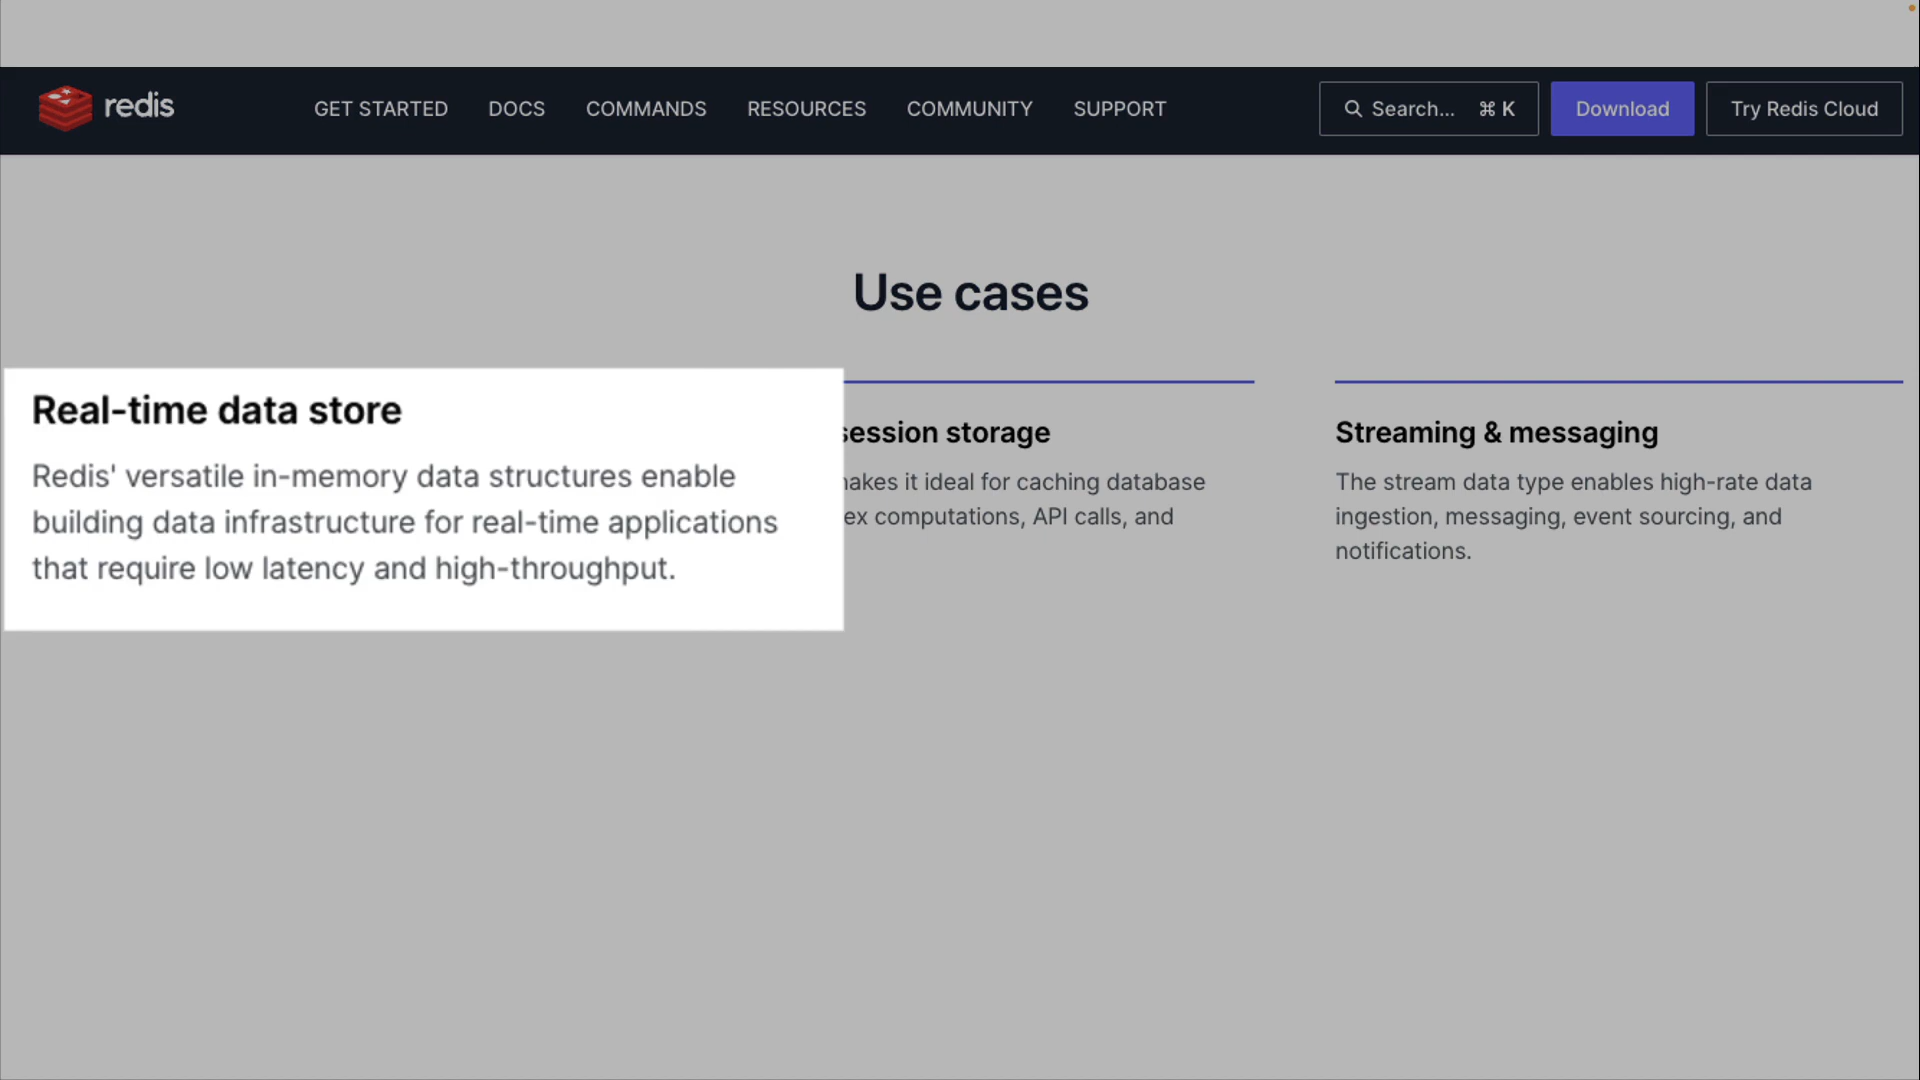 redis
GET STARTED
DOCS
COMMANDS
RESOURCES
COMMUNITY
SUPPORT
Search... ⌘ K
Download
Try Redis Cloud
Use cases
Real-time data store
Redis' versatile in-memory data structures enable
building data infrastructure for real-time applications
that require low latency and high-throughput.
session storage
it ideal for caching database
computations, API calls, and
Streaming & messaging
The stream data type enables high-rate data
ingestion, messaging, event sourcing, and
notifications.